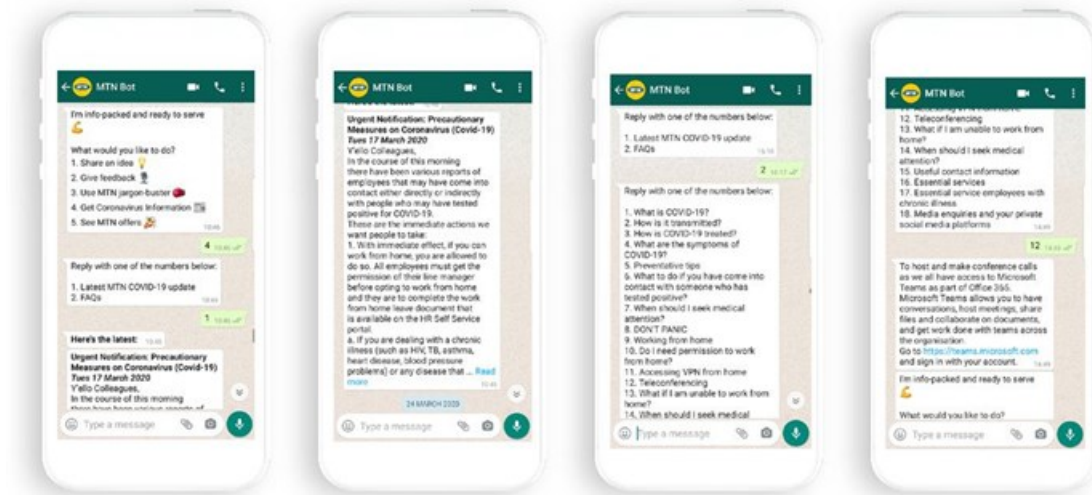 MTN Bot
I'm info-packed and ready to serve
💪
What would you like to do?
1. Share an idea 💡
2. Give feedback
3. Use MTN jargon-buster
4. Get Coronavirus Information 📰
5. See MTN offers 🎉
10:46
4 10:46
Reply with one of the numbers below:
1. Latest MTN COVID-19 update
2. FAQs
10:46
1 10:46
Here's the latest: 10:46
Urgent Notification: Precautionary
Measures on Coronavirus (Covid-19)
Tues 17 March 2020
Y'ello Colleagues,
In the course of this morning
there have been various reports of
Type a message
MTN Bot
Urgent Notification: Precautionary
Measures on Coronavirus (Covid-19)
Tues 17 March 2020
Y'ello Colleagues,
In the course of this morning
there have been various reports of
employees that may have come into
contact either directly or indirectly
with people who may have tested
positive for COVID-19.
These are the immediate actions we
want people to take:
1. With immediate effect, if you can
work from home, you are allowed to
do so. All employees must get the
permission of their line manager
before opting to work from home
and they are to complete the work
from home leave document that
is available on the HR Self Service
portal.
a. If you are dealing with a chronic
illness (such as HIV, TB, asthma,
heart disease, blood pressure
problems) or any disease that ... Read
more
10:46
24 MARCH 2020
Type a message
MTN Bot
Reply with one of the numbers below:
1. Latest MTN COVID-19 update
2. FAQs
2
Reply with one of the numbers below:
1. What is COVID-19?
2. How is it transmitted?
3. How is COVID-19 treated?
4. What are the symptoms of
COVID-19?
5. Preventative tips
6. What to do if you have come into
contact with someone who has
tested positive?
7. When should I seek medical
attention?
8. DON'T PANIC
9. Working from home
10. Do I need permission to work
from home?
11. Accessing VPN from home
12. Teleconferencing
13. What if I am unable to work from
home?
14. When should I seek medical
Type a message
MTN Bot
11. Accessing VPN from home
12. Teleconferencing
13. What if I am unable to work from
home?
14. When should I seek medical
attention?
15. Useful contact information
16. Essential services
17. Essential service employees with
chronic illness
18. Media enquiries and your private
social media platforms
12
To host and make conference calls
as we all have access to Microsoft
Teams as part of Office 365.
Microsoft Teams allows you to have
conversations, host meetings, share
files and collaborate on documents,
and get work done with teams across
the organisation.
Go to https://teams.microsoft.com
and sign in with your account.
I'm info-packed and ready to serve
💪
What would you like to do?
Type a message